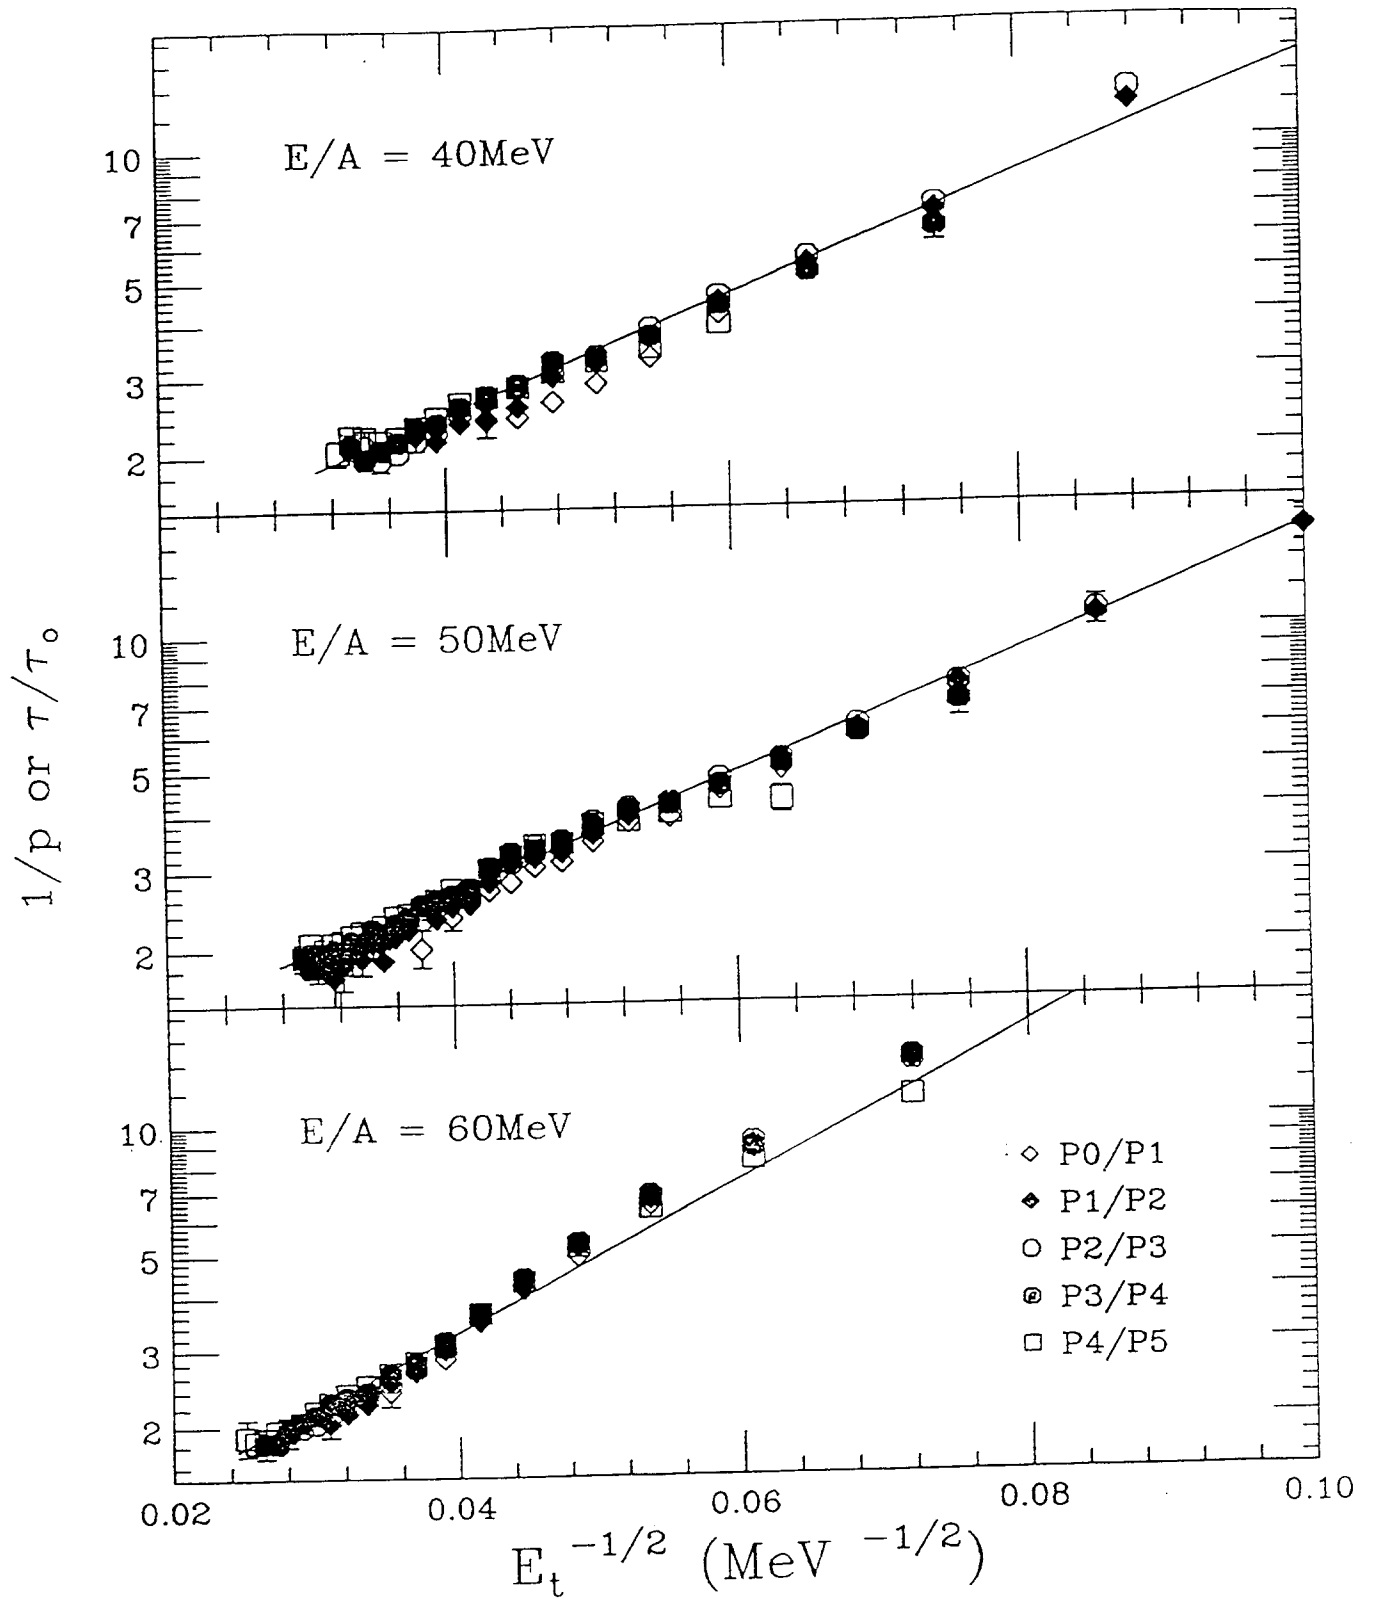 E/A = 40MeV
10
7
5
3
2
E/A = 50MeV
10
7
5
3
2
1/p or τ/τ₀
E/A = 60MeV
10
7
5
3
2
P0/P1
P1/P2
P2/P3
P3/P4
P4/P5
0.02 0.04 0.06 0.08 0.10
E_t^{-1/2} (MeV^{-1/2})